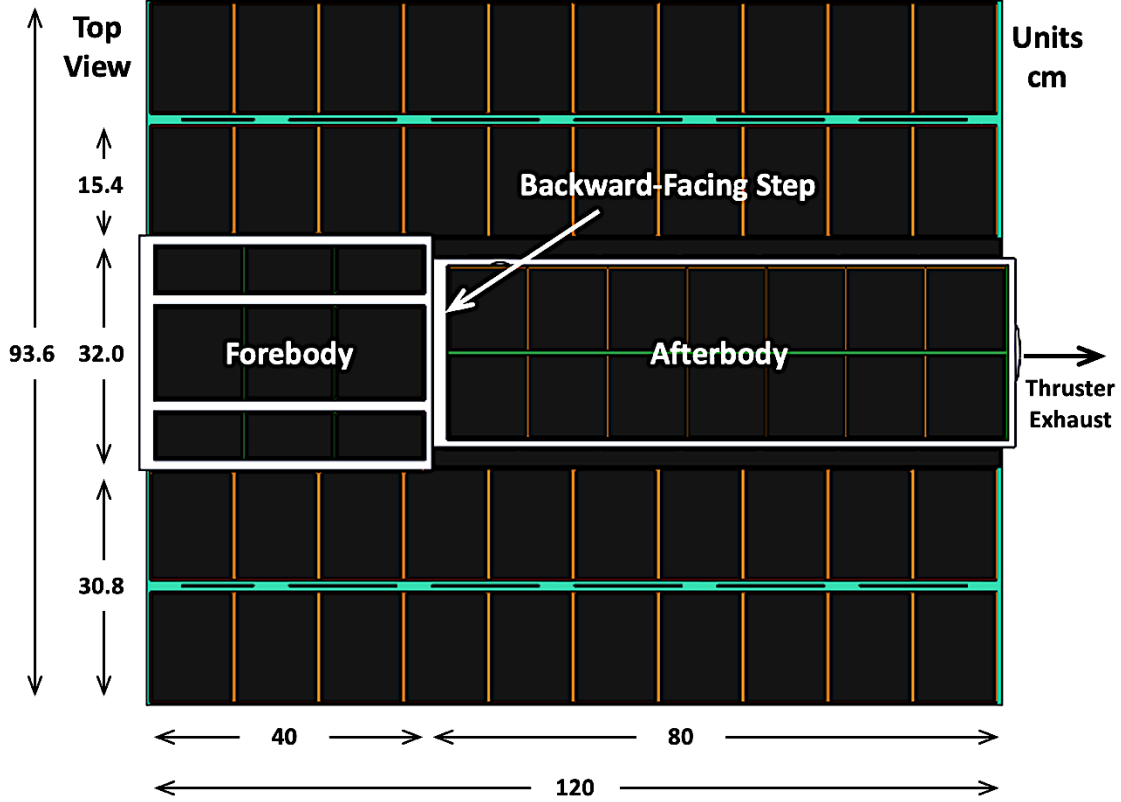 Top
View
Units
cm
15.4
Backward-Facing Step
93.6
32.0
Forebody
Afterbody
Thruster
Exhaust
30.8
40
80
120